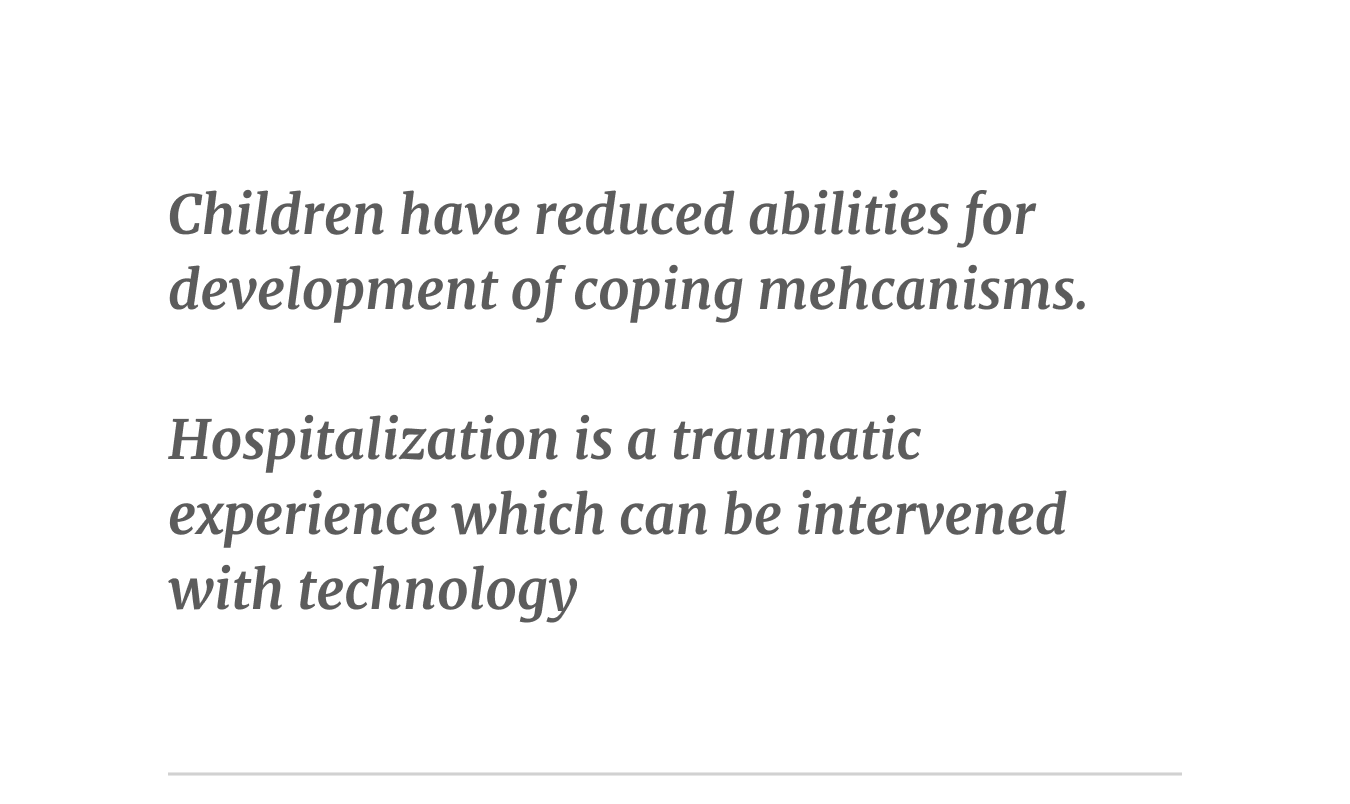 Children have reduced abilities for
development of coping mehcanisms.
Hospitalization is a traumatic
experience which can be intervened
with technology